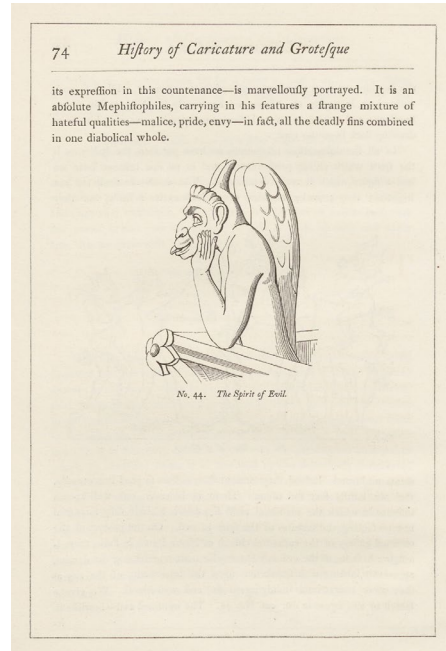 74 Hiſtory of Caricature and Groteſque
its expreſſion in this countenance—is marvellouſly portrayed. It is an
abſolute Mephiſtophiles, carrying in his features a ſtrange mixture of
hateful qualities—malice, pride, envy—in fact, all the deadly ſins combined
in one diabolical whole.
No. 44. The Spirit of Evil.